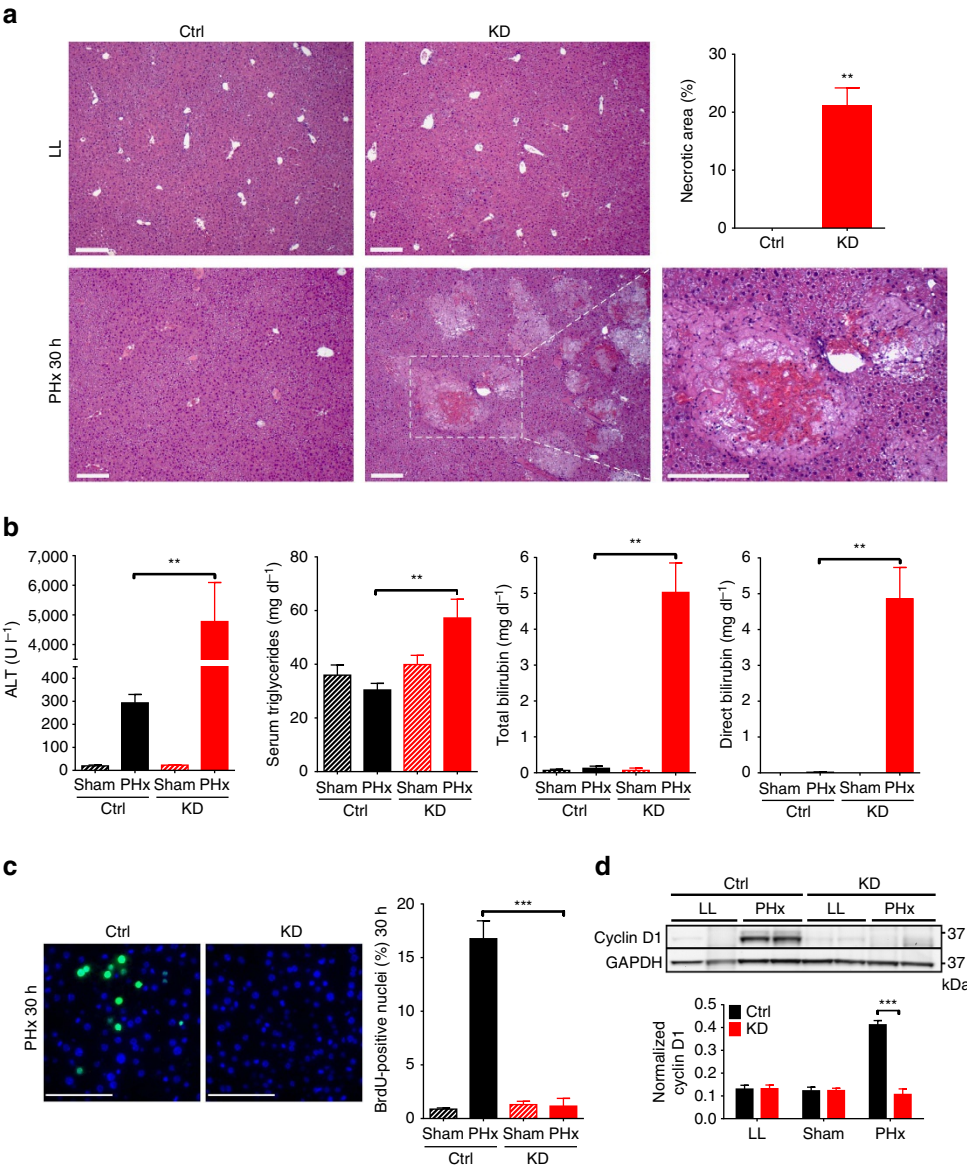 a
Ctrl
KD
LL
PHx 30 h
Necrotic area (%)
30
20
10
0
**
Ctrl
KD
b
ALT (U l⁻¹)
7,000
6,000
5,000
4,000
400
300
200
100
0
**
Sham PHx Sham PHx
Ctrl KD
Serum triglycerides (mg dl⁻¹)
80
60
40
20
0
**
Sham PHx Sham PHx
Ctrl KD
Total bilirubin (mg dl⁻¹)
6
5
4
3
2
1
0
**
Sham PHx Sham PHx
Ctrl KD
Direct bilirubin (mg dl⁻¹)
6
5
4
3
2
1
0
**
Sham PHx Sham PHx
Ctrl KD
c
Ctrl
KD
PHx 30 h
BrdU-positive nuclei (%) 30 h
20
15
10
5
0
***
Sham PHx Sham PHx
Ctrl KD
d
Ctrl KD
LL PHx LL PHx
Cyclin D1 37
GAPDH 37
kDa
Normalized
cyclin D1
0.5
0.4
0.3
0.2
0.1
0.0
Ctrl
KD
***
LL Sham PHx